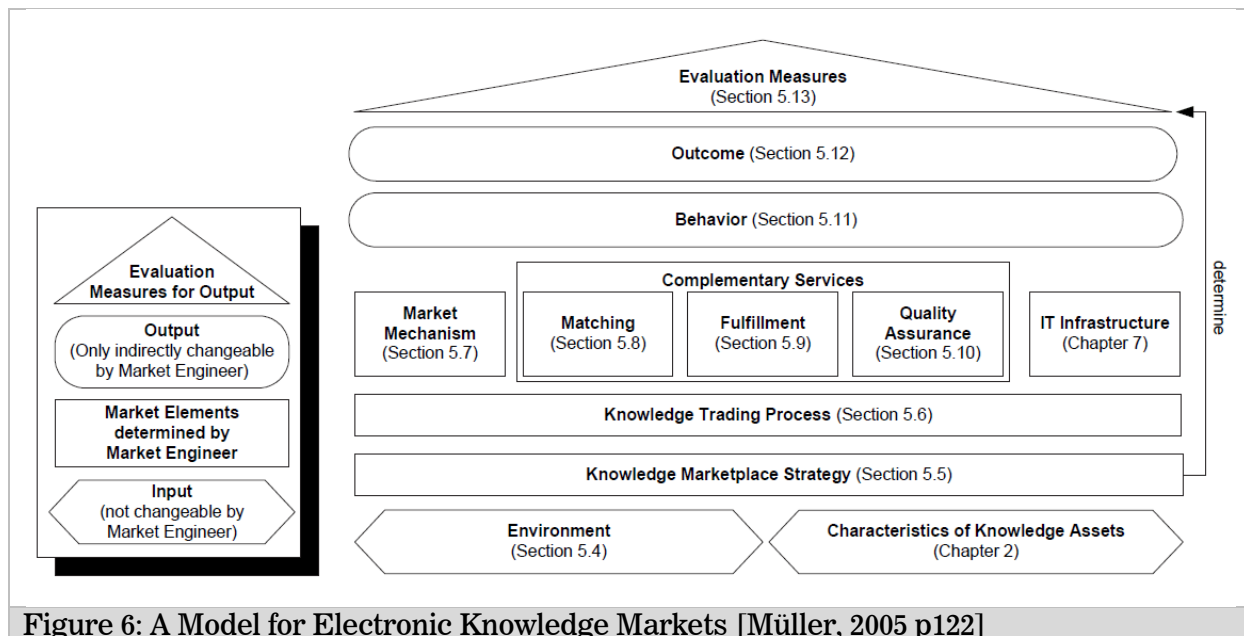 Evaluation Measures
(Section 5.13)
Outcome (Section 5.12)
Behavior (Section 5.11)
Complementary Services
Market
Mechanism
(Section 5.7)
Matching
(Section 5.8)
Fulfillment
(Section 5.9)
Quality
Assurance
(Section 5.10)
IT Infrastructure
(Chapter 7)
Knowledge Trading Process (Section 5.6)
Knowledge Marketplace Strategy (Section 5.5)
Environment
(Section 5.4)
Characteristics of Knowledge Assets
(Chapter 2)
determine
Evaluation
Measures for Output
Output
(Only indirectly changeable
by Market Engineer)
Market Elements
determined by
Market Engineer
Input
(not changeable by
Market Engineer)
Figure 6: A Model for Electronic Knowledge Markets [Müller, 2005 p122]